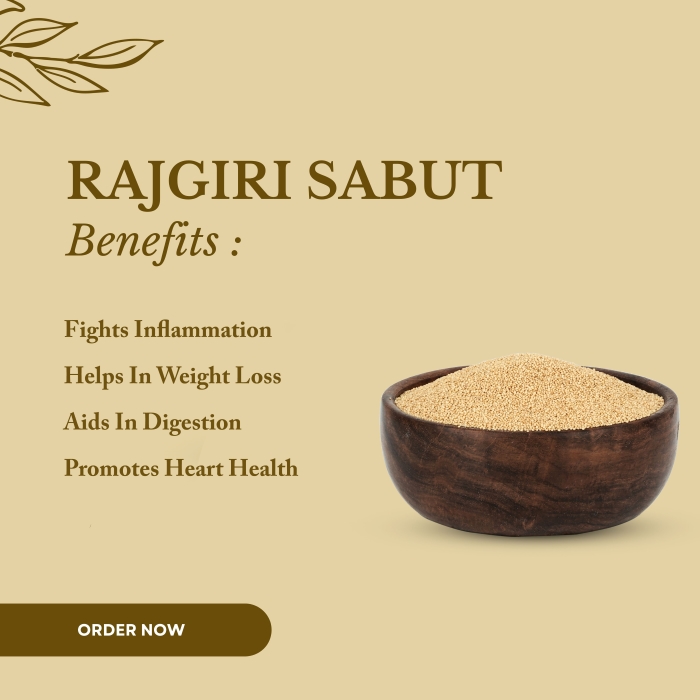 RAJGIRI SABUT
Benefits :
Fights Inflammation
Helps In Weight Loss
Aids In Digestion
Promotes Heart Health
ORDER NOW